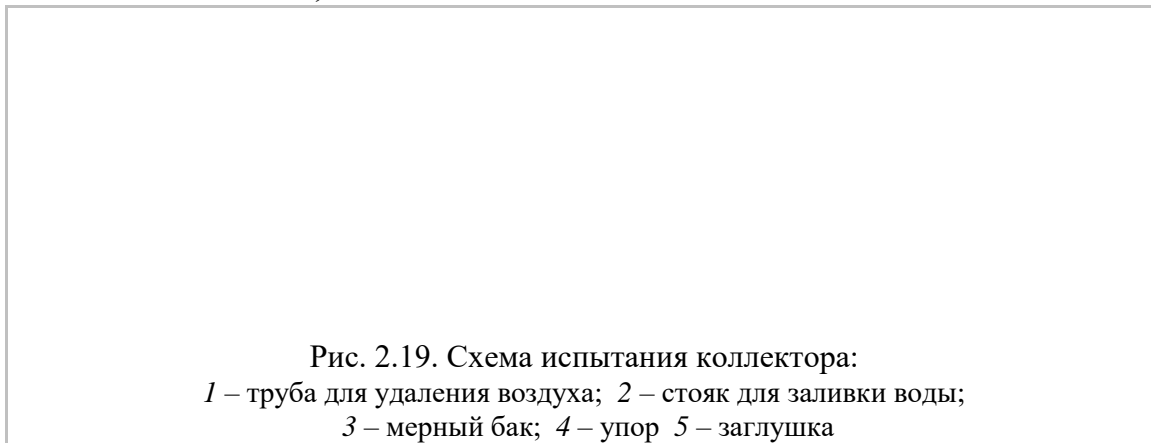 Рис. 2.19. Схема испытания коллектора:
1 – труба для удаления воздуха; 2 – стояк для заливки воды;
3 – мерный бак; 4 – упор 5 – заглушка